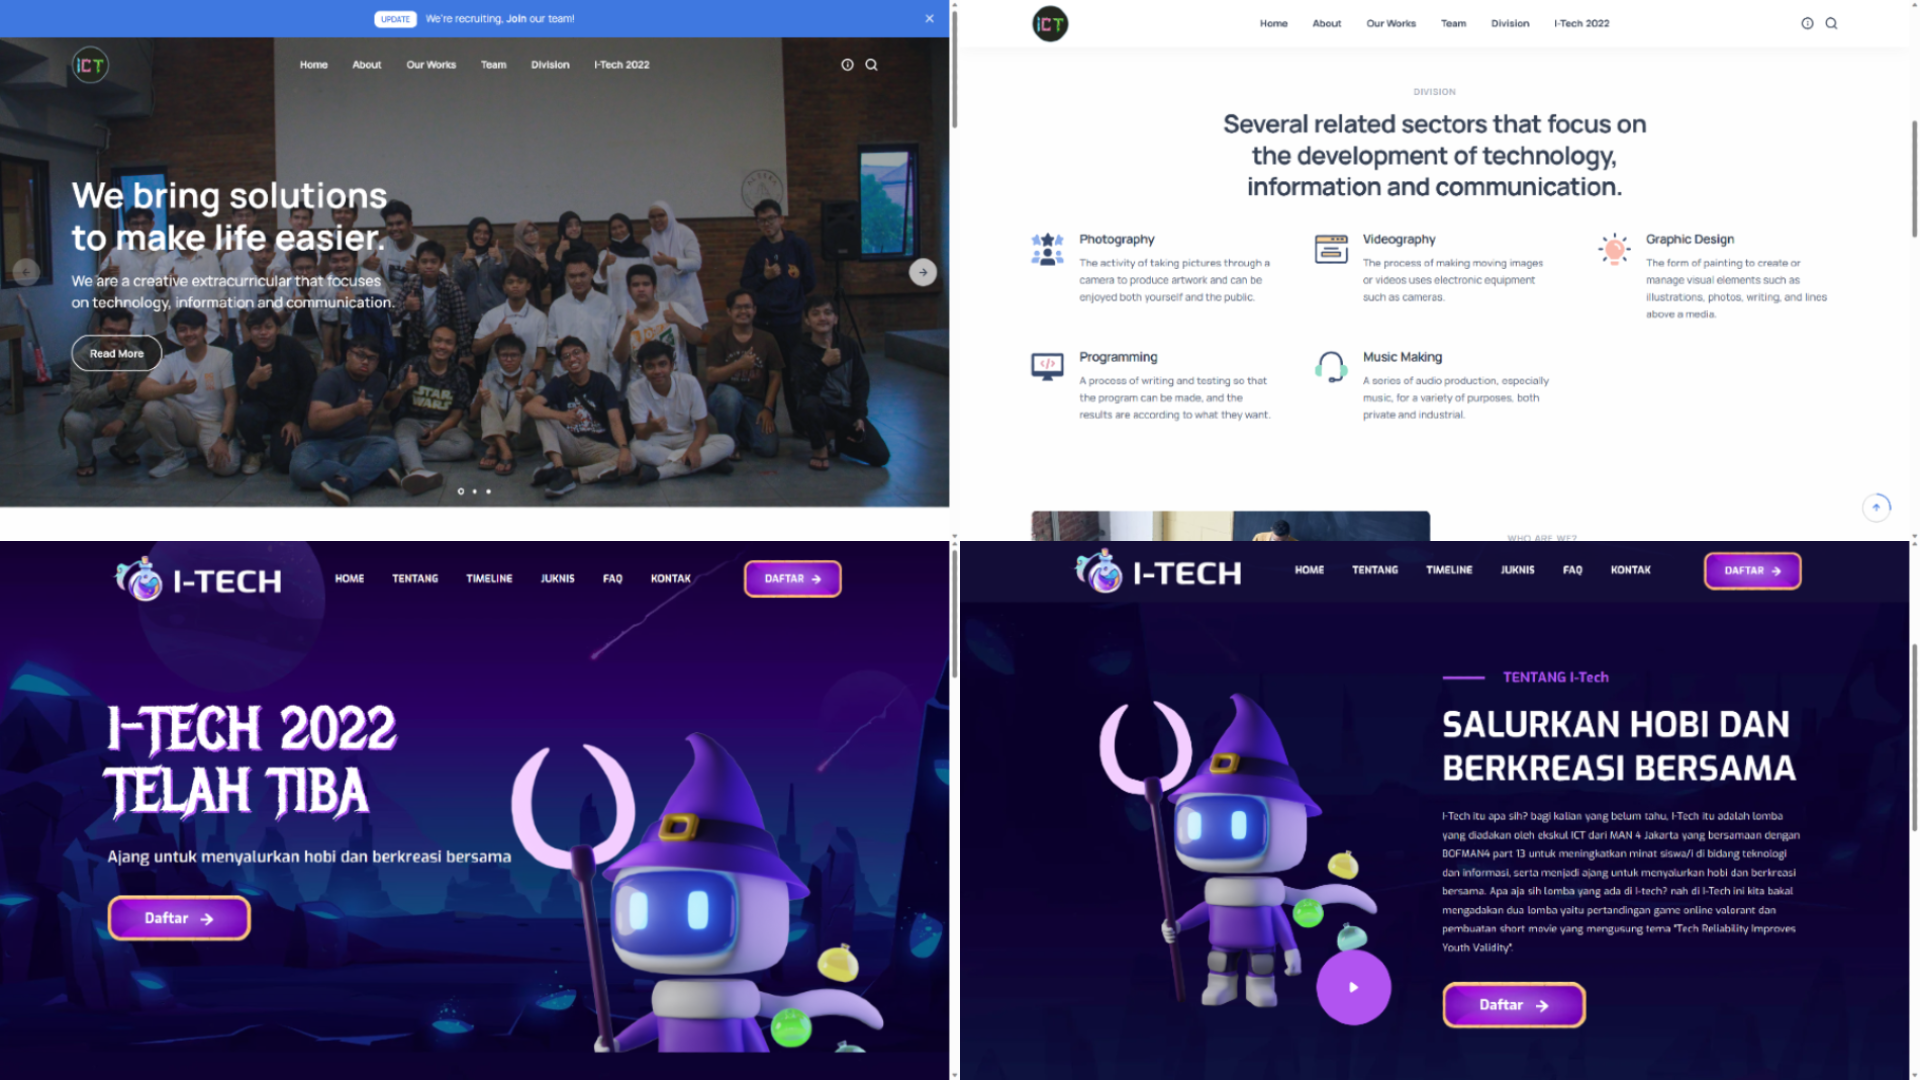 UPDATE We're recruiting, Join our team!
iCT
Home About Our Works Team Division I-Tech 2022
We bring solutions
to make life easier.
We are a creative extracurricular that focuses
on technology, information and communication.
Read More
STAR
WARS
iCT
Home About Our Works Team Division I-Tech 2022
DIVISION
Several related sectors that focus on
the development of technology,
information and communication.
Photography
The activity of taking pictures through a
camera to produce artwork and can be
enjoyed both yourself and the public.
Videography
The process of making moving images
or videos uses electronic equipment
such as cameras.
Graphic Design
The form of painting to create or
manage visual elements such as
illustrations, photos, writing, and lines
above a media.
Programming
A process of writing and testing so that
the program can be made, and the
results are according to what they want.
Music Making
A series of audio production, especially
music, for a variety of purposes, both
private and industrial.
WHO ARE WE?
I-TECH
HOME TENTANG TIMELINE JUKNIS FAQ KONTAK DAFTAR
I-TECH 2022
TELAH TIBA
Ajang untuk menyalurkan hobi dan berkreasi bersama
Daftar
I-TECH
HOME TENTANG TIMELINE JUKNIS FAQ KONTAK DAFTAR
TENTANG I-Tech
SALURKAN HOBI DAN
BERKREASI BERSAMA
I-Tech itu apa sih? bagi kalian yang belum tahu, I-Tech itu adalah lomba
yang diadakan oleh ekskul ICT dari MAN 4 Jakarta yang bersamaan dengan
BOFMAN4 part 13 untuk meningkatkan minat siswa/i di bidang teknologi
dan informasi, serta menjadi ajang untuk menyalurkan hobi dan berkreasi
bersama. Apa aja sih lomba yang ada di I-tech? nah di I-Tech ini kita bakal
mengadakan dua lomba yaitu pertandingan game online valorant dan
pembuatan short movie yang mengusung tema "Tech Reliability Improves
Youth Validity".
Daftar